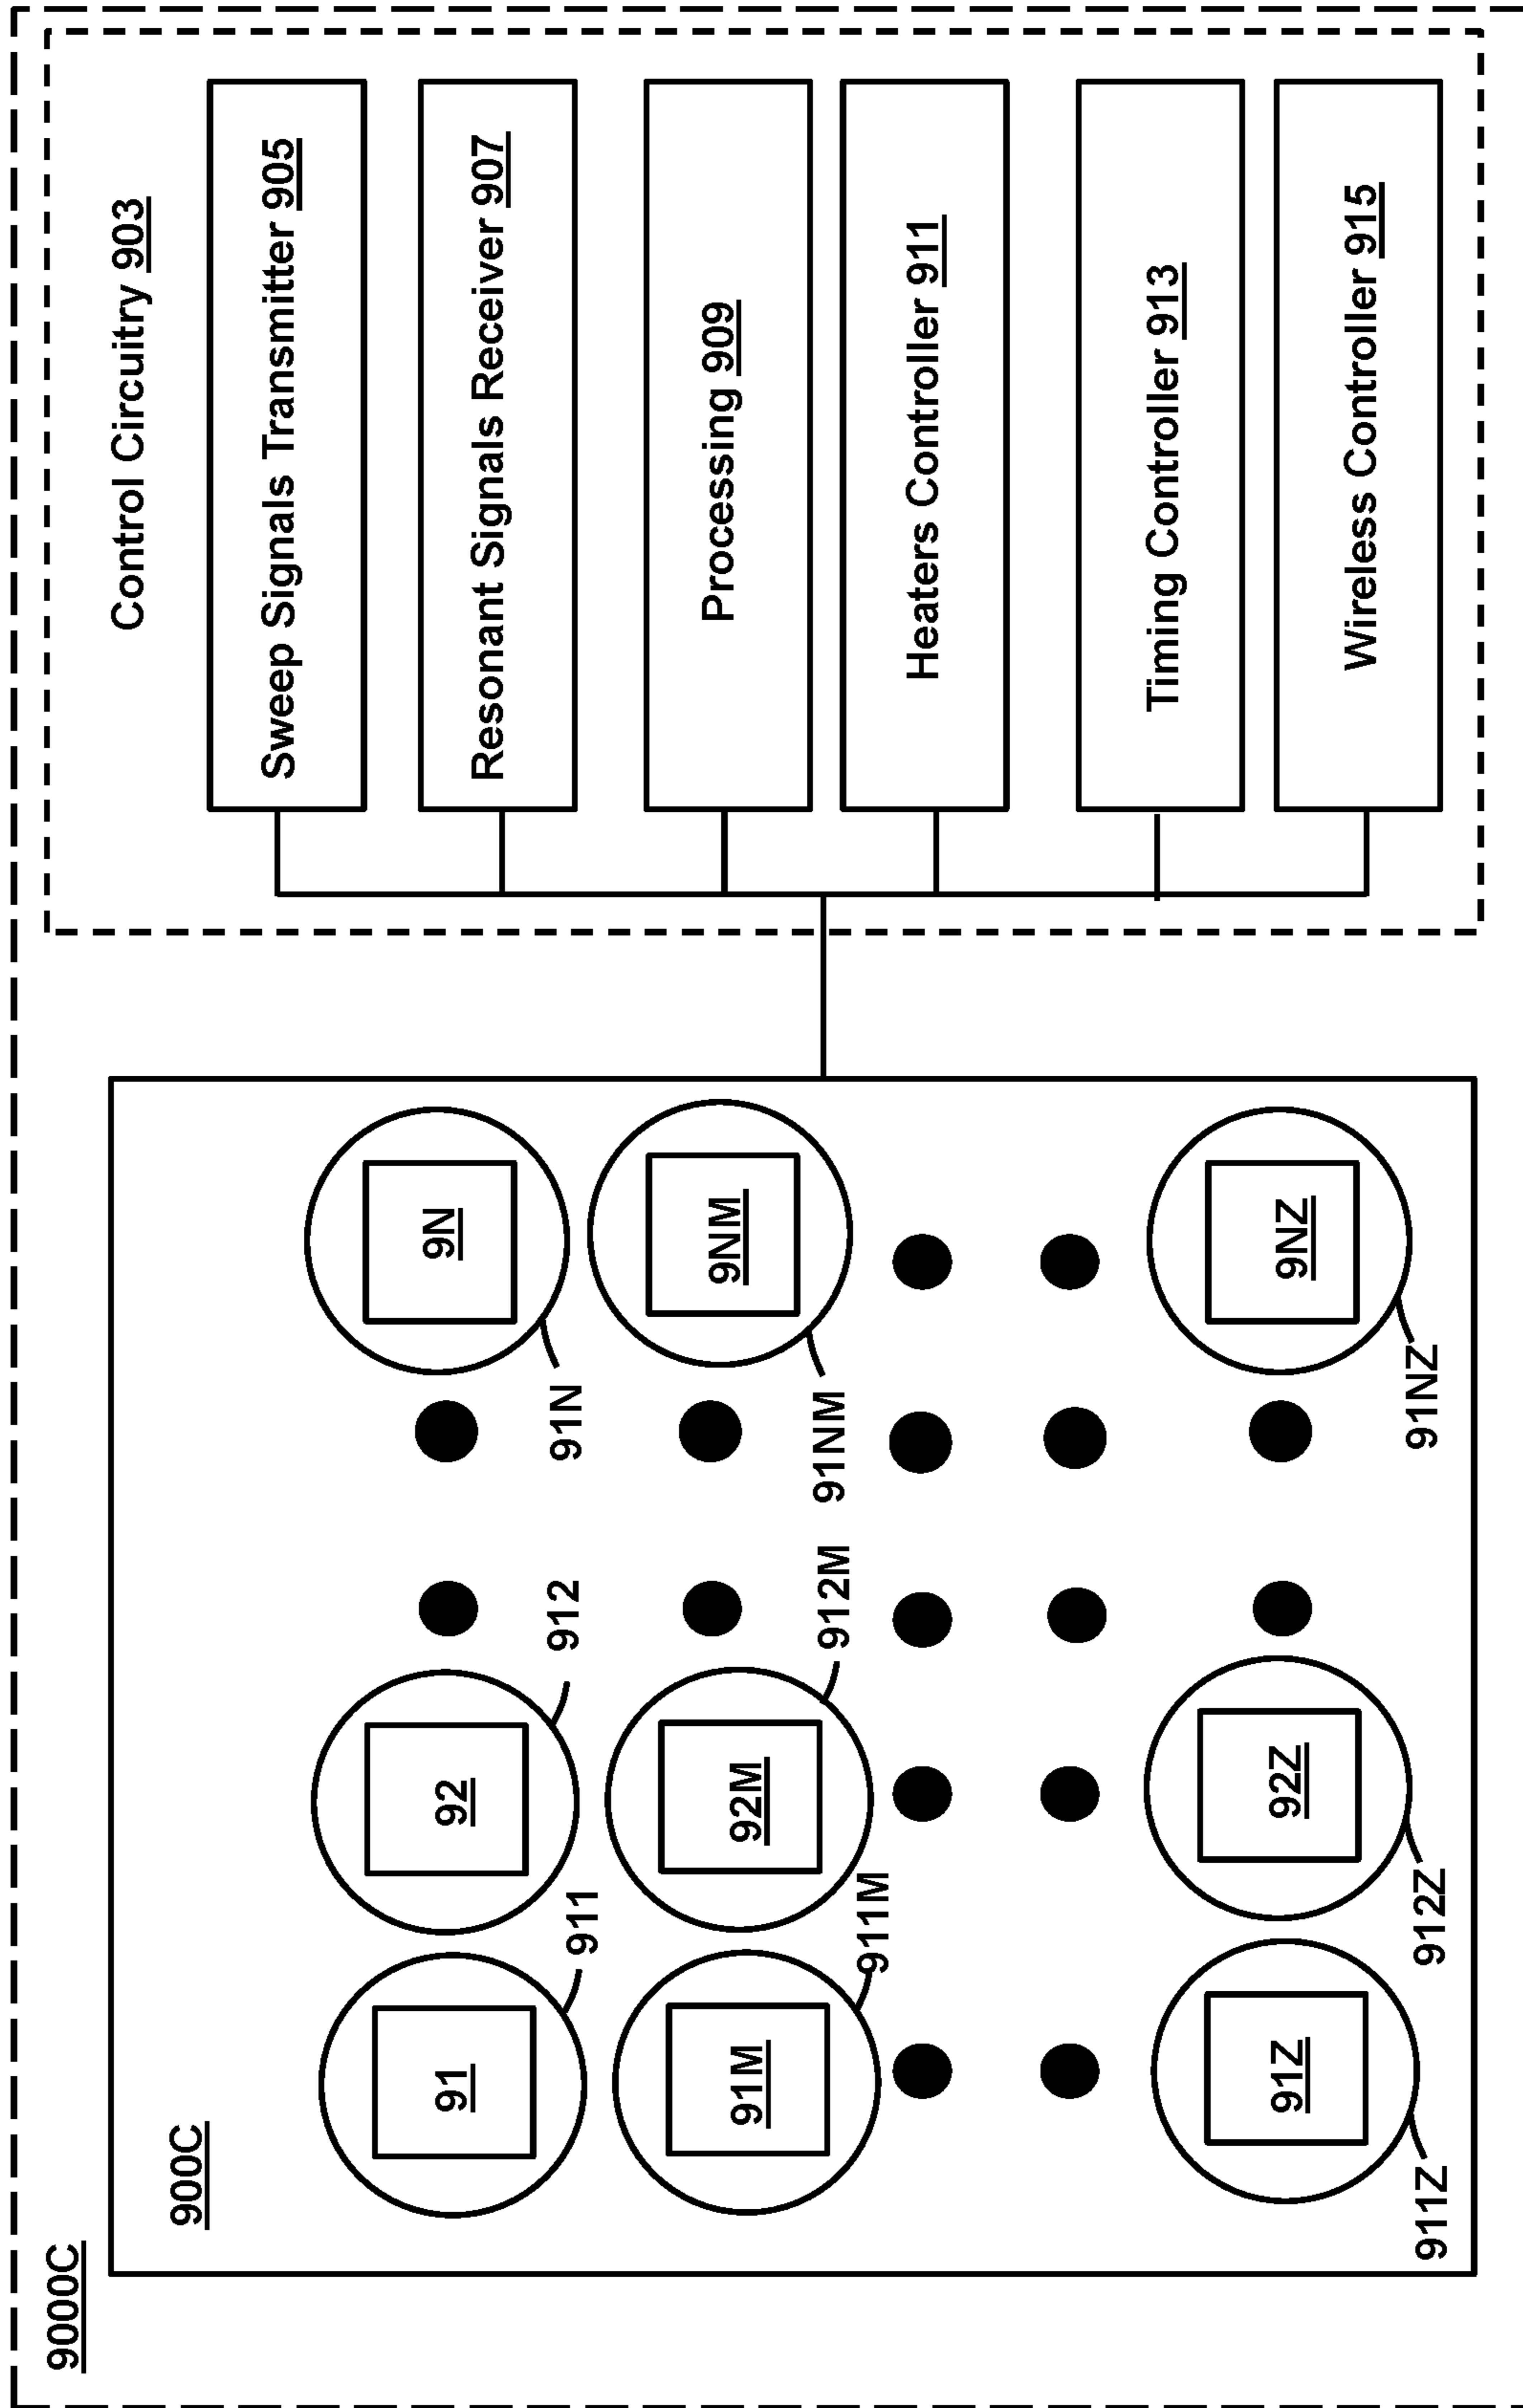 9000C
900C
91
911
92
912
9N
91N
91M
911M
92M
912M
9NM
91NM
91Z
911Z
92Z
912Z
9NZ
91NZ
Control Circuitry 903
Sweep Signals Transmitter 905
Resonant Signals Receiver 907
Processing 909
Heaters Controller 911
Timing Controller 913
Wireless Controller 915